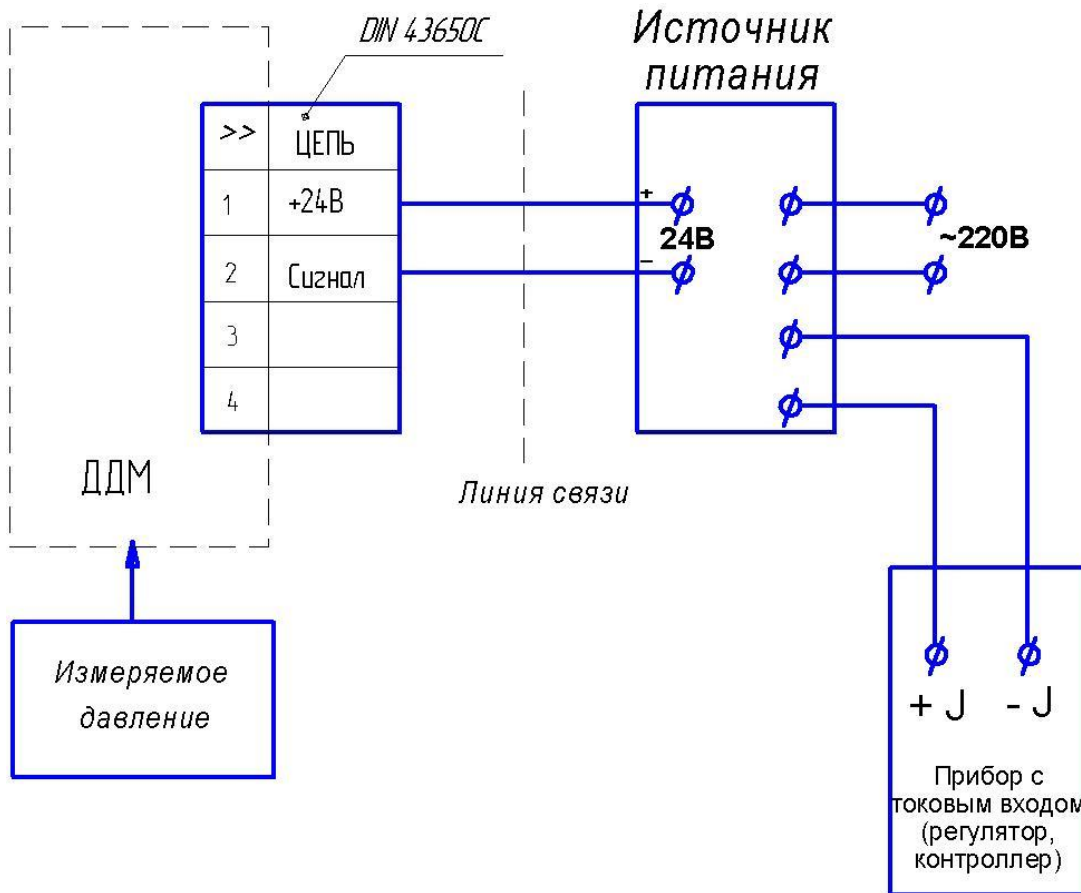 DIN 43650C
Источник
питания
>>
ЦЕПЬ
1
+24В
2
Сигнал
3
4
+
24В
−
~220В
ДДМ
Линия связи
Измеряемое
давление
+ J
- J
Прибор с
токовым входом
(регулятор,
контроллер)